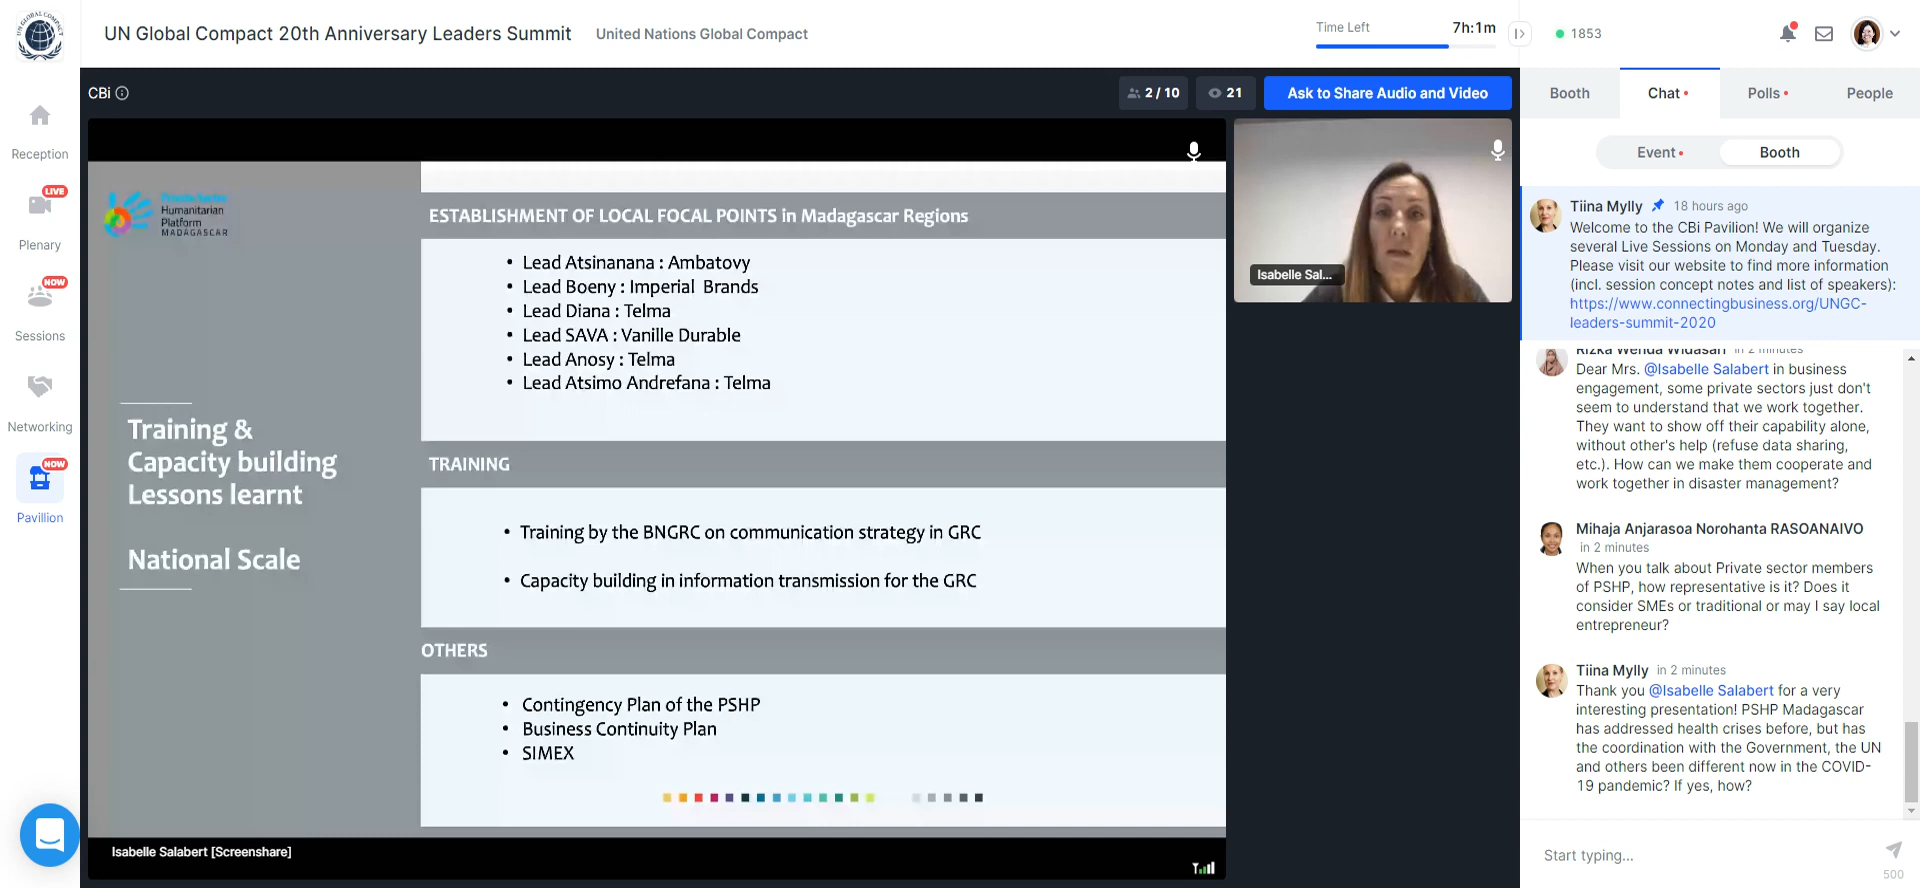 UN GLOBAL COMPACT
UN Global Compact 20th Anniversary Leaders Summit
United Nations Global Compact
Time Left
7h:1m
1853
Reception
LIVE
Plenary
NOW
Sessions
Networking
NOW
Pavillion
CBi
2 / 10
21
Ask to Share Audio and Video
Private Sector
Humanitarian
Platform
MADAGASCAR
Training &
Capacity building
Lessons learnt
National Scale
ESTABLISHMENT OF LOCAL FOCAL POINTS in Madagascar Regions
• Lead Atsinanana : Ambatovy
• Lead Boeny : Imperial Brands
• Lead Diana : Telma
• Lead SAVA : Vanille Durable
• Lead Anosy : Telma
• Lead Atsimo Andrefana : Telma
TRAINING
• Training by the BNGRC on communication strategy in GRC
• Capacity building in information transmission for the GRC
OTHERS
• Contingency Plan of the PSHP
• Business Continuity Plan
• SIMEX
Isabelle Salabert [Screenshare]
Isabelle Sal...
Booth
Chat
Polls
People
Event
Booth
Tiina Mylly 18 hours ago
Welcome to the CBi Pavilion! We will organize
several Live Sessions on Monday and Tuesday.
Please visit our website to find more information
(incl. session concept notes and list of speakers):
https://www.connectingbusiness.org/UNGC-
leaders-summit-2020
Rizka Wenda Widasari in 2 minutes
Dear Mrs. @Isabelle Salabert in business
engagement, some private sectors just don't
seem to understand that we work together.
They want to show off their capability alone,
without other's help (refuse data sharing,
etc.). How can we make them cooperate and
work together in disaster management?
Mihaja Anjarasoa Norohanta RASOANAIVO
in 2 minutes
When you talk about Private sector members
of PSHP, how representative is it? Does it
consider SMEs or traditional or may I say local
entrepreneur?
Tiina Mylly in 2 minutes
Thank you @Isabelle Salabert for a very
interesting presentation! PSHP Madagascar
has addressed health crises before, but has
the coordination with the Government, the UN
and others been different now in the COVID-
19 pandemic? If yes, how?
Start typing...
500